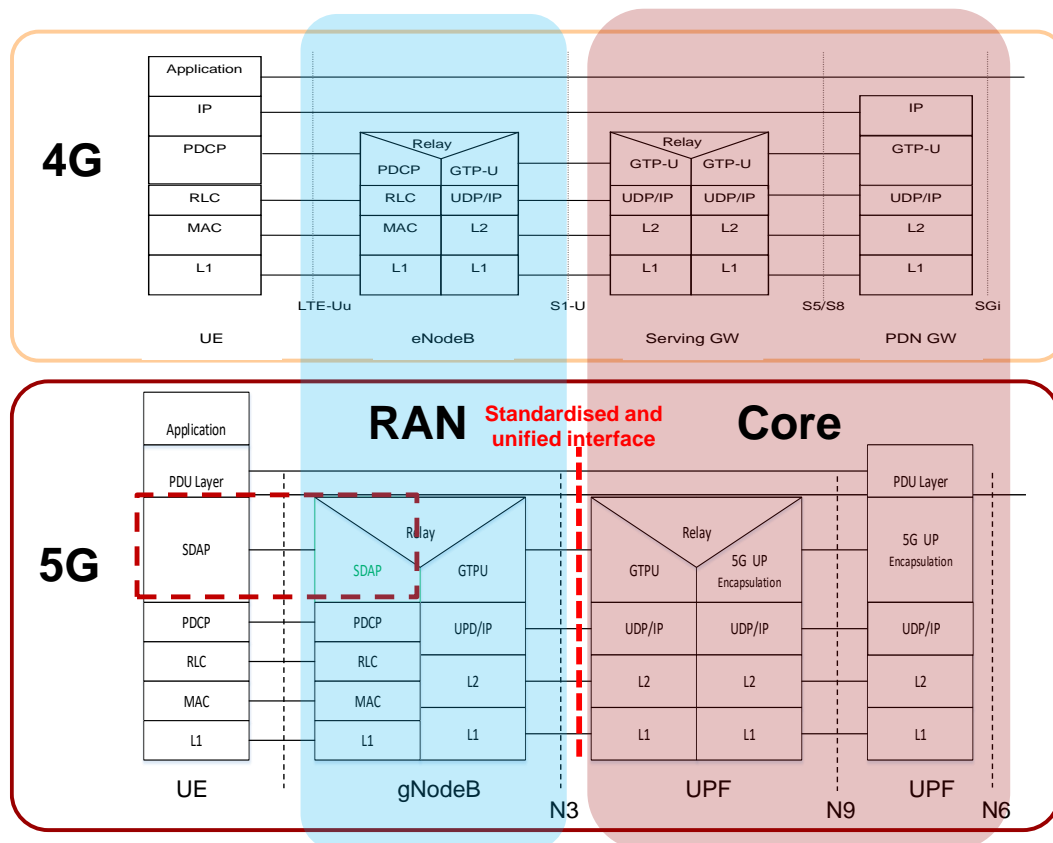 4G
Application
IP
PDCP
RLC
MAC
L1
UE
LTE-Uu
Relay
PDCP GTP-U
RLC UDP/IP
MAC L2
L1 L1
eNodeB
S1-U
Relay
GTP-U GTP-U
UDP/IP UDP/IP
L2 L2
L1 L1
Serving GW
S5/S8
IP
GTP-U
UDP/IP
L2
L1
PDN GW
SGi
5G
RAN
Standardised and
unified interface
Core
Application
PDU Layer
SDAP
PDCP
RLC
MAC
L1
UE
Relay
SDAP GTPU
PDCP UPD/IP
RLC L2
MAC
L1 L1
gNodeB
N3
Relay
GTPU 5G UP
Encapsulation
UDP/IP UDP/IP
L2 L2
L1 L1
UPF
N9
PDU Layer
5G UP
Encapsulation
UDP/IP
L2
L1
UPF
N6